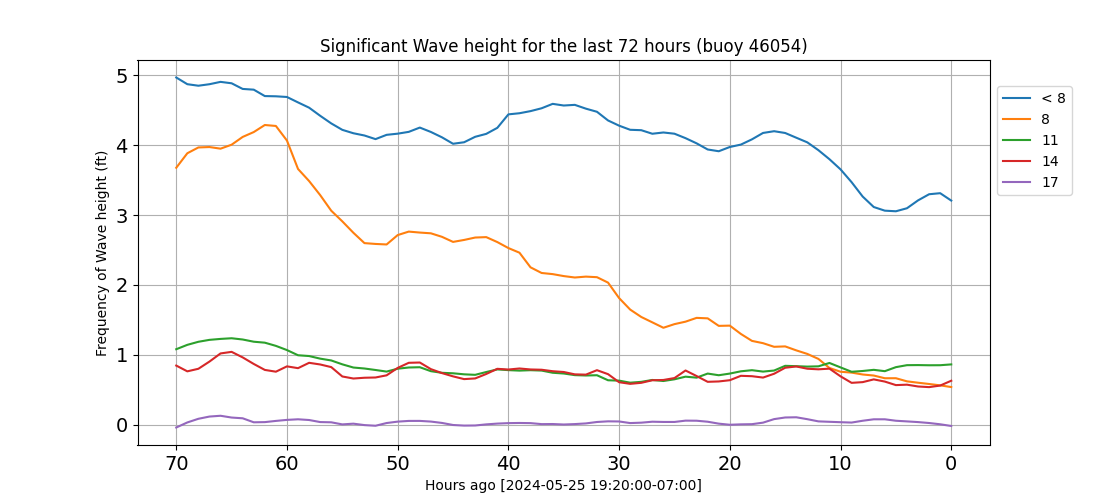 Significant Wave height for the last 72 hours (buoy 46054)
Frequency of Wave height (ft)
5
4
3
2
1
0
70 60 50 40 30 20 10 0
Hours ago [2024-05-25 19:20:00-07:00]
< 8
8
11
14
17